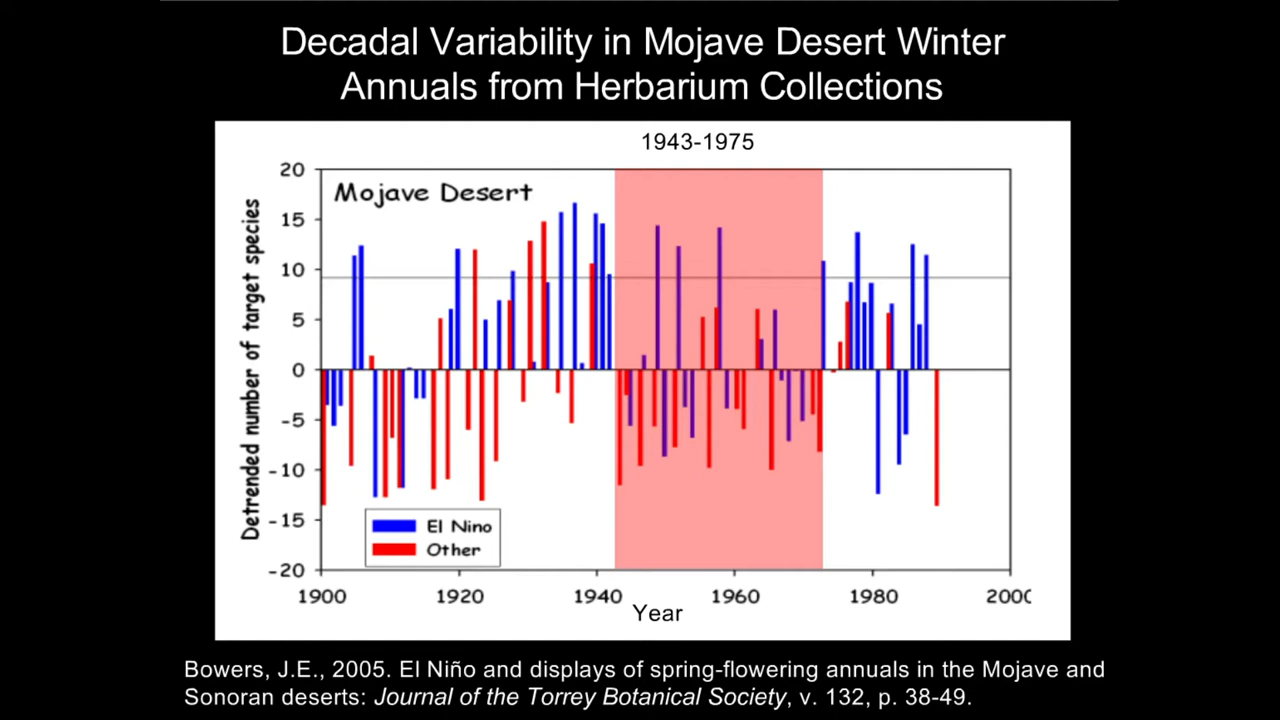 Decadal Variability in Mojave Desert Winter
Annuals from Herbarium Collections
1943-1975
Mojave Desert
Detrended number of target species
20
15
10
5
0
-5
-10
-15
-20
El Nino
Other
1900 1920 1940 1960 1980 2000
Year
Bowers, J.E., 2005. El Niño and displays of spring-flowering annuals in the Mojave and
Sonoran deserts: Journal of the Torrey Botanical Society, v. 132, p. 38-49.